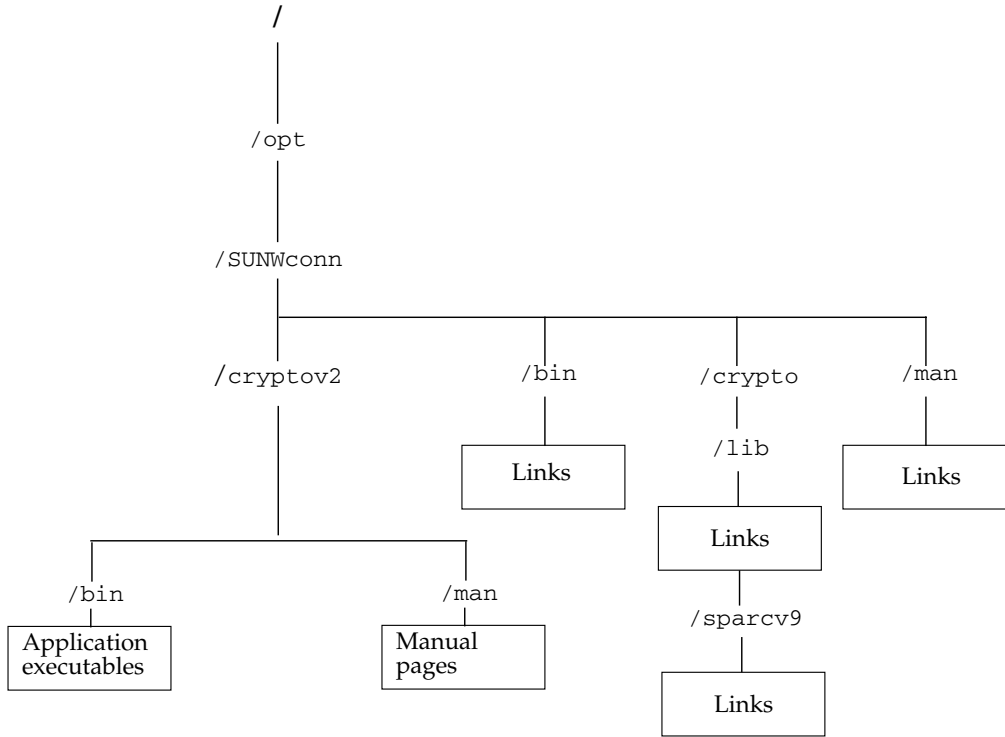 /
/opt
/SUNWconn
/cryptov2
/bin
/crypto
/man
/lib
Links
Links
Links
/bin
/man
/sparcv9
Application
executables
Manual
pages
Links